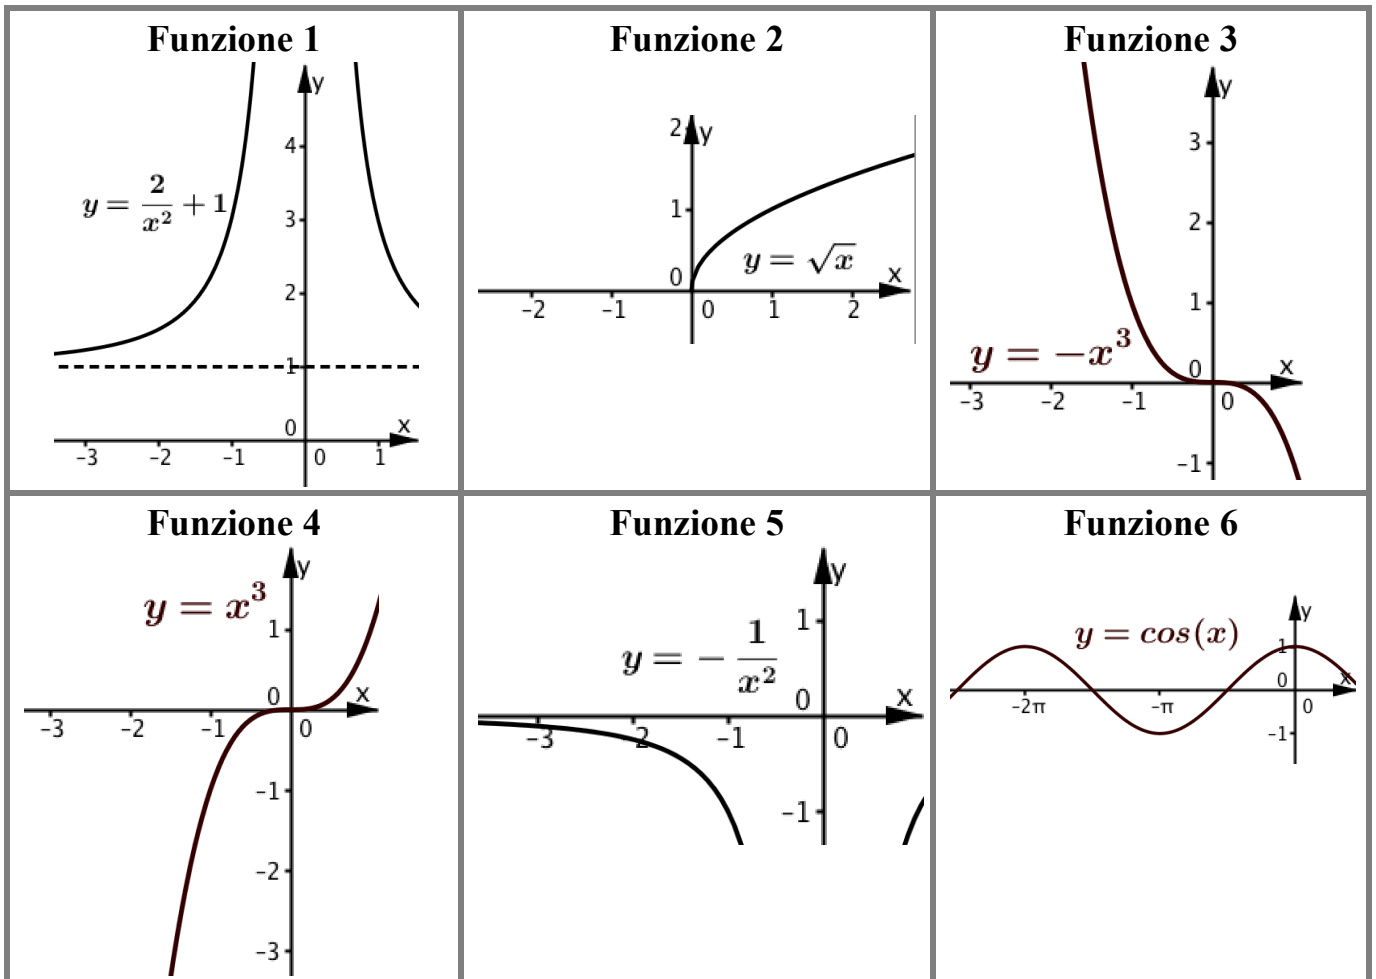 Funzione 1
y
4
y = 2/x² + 1
3
2
1
0
x
-3 -2 -1 0 1
Funzione 2
2 y
1
y = √x
0
x
-2 -1 0 1 2
Funzione 3
y
3
2
1
y = −x³
0
x
-3 -2 -1 0
-1
Funzione 4
y
y = x³
1
0
x
-3 -2 -1 0
-1
-2
-3
Funzione 5
y
1
y = − 1/x²
0
x
-3 -2 -1 0
-1
Funzione 6
y
y = cos(x)
1
0
x
-2π -π 0
-1